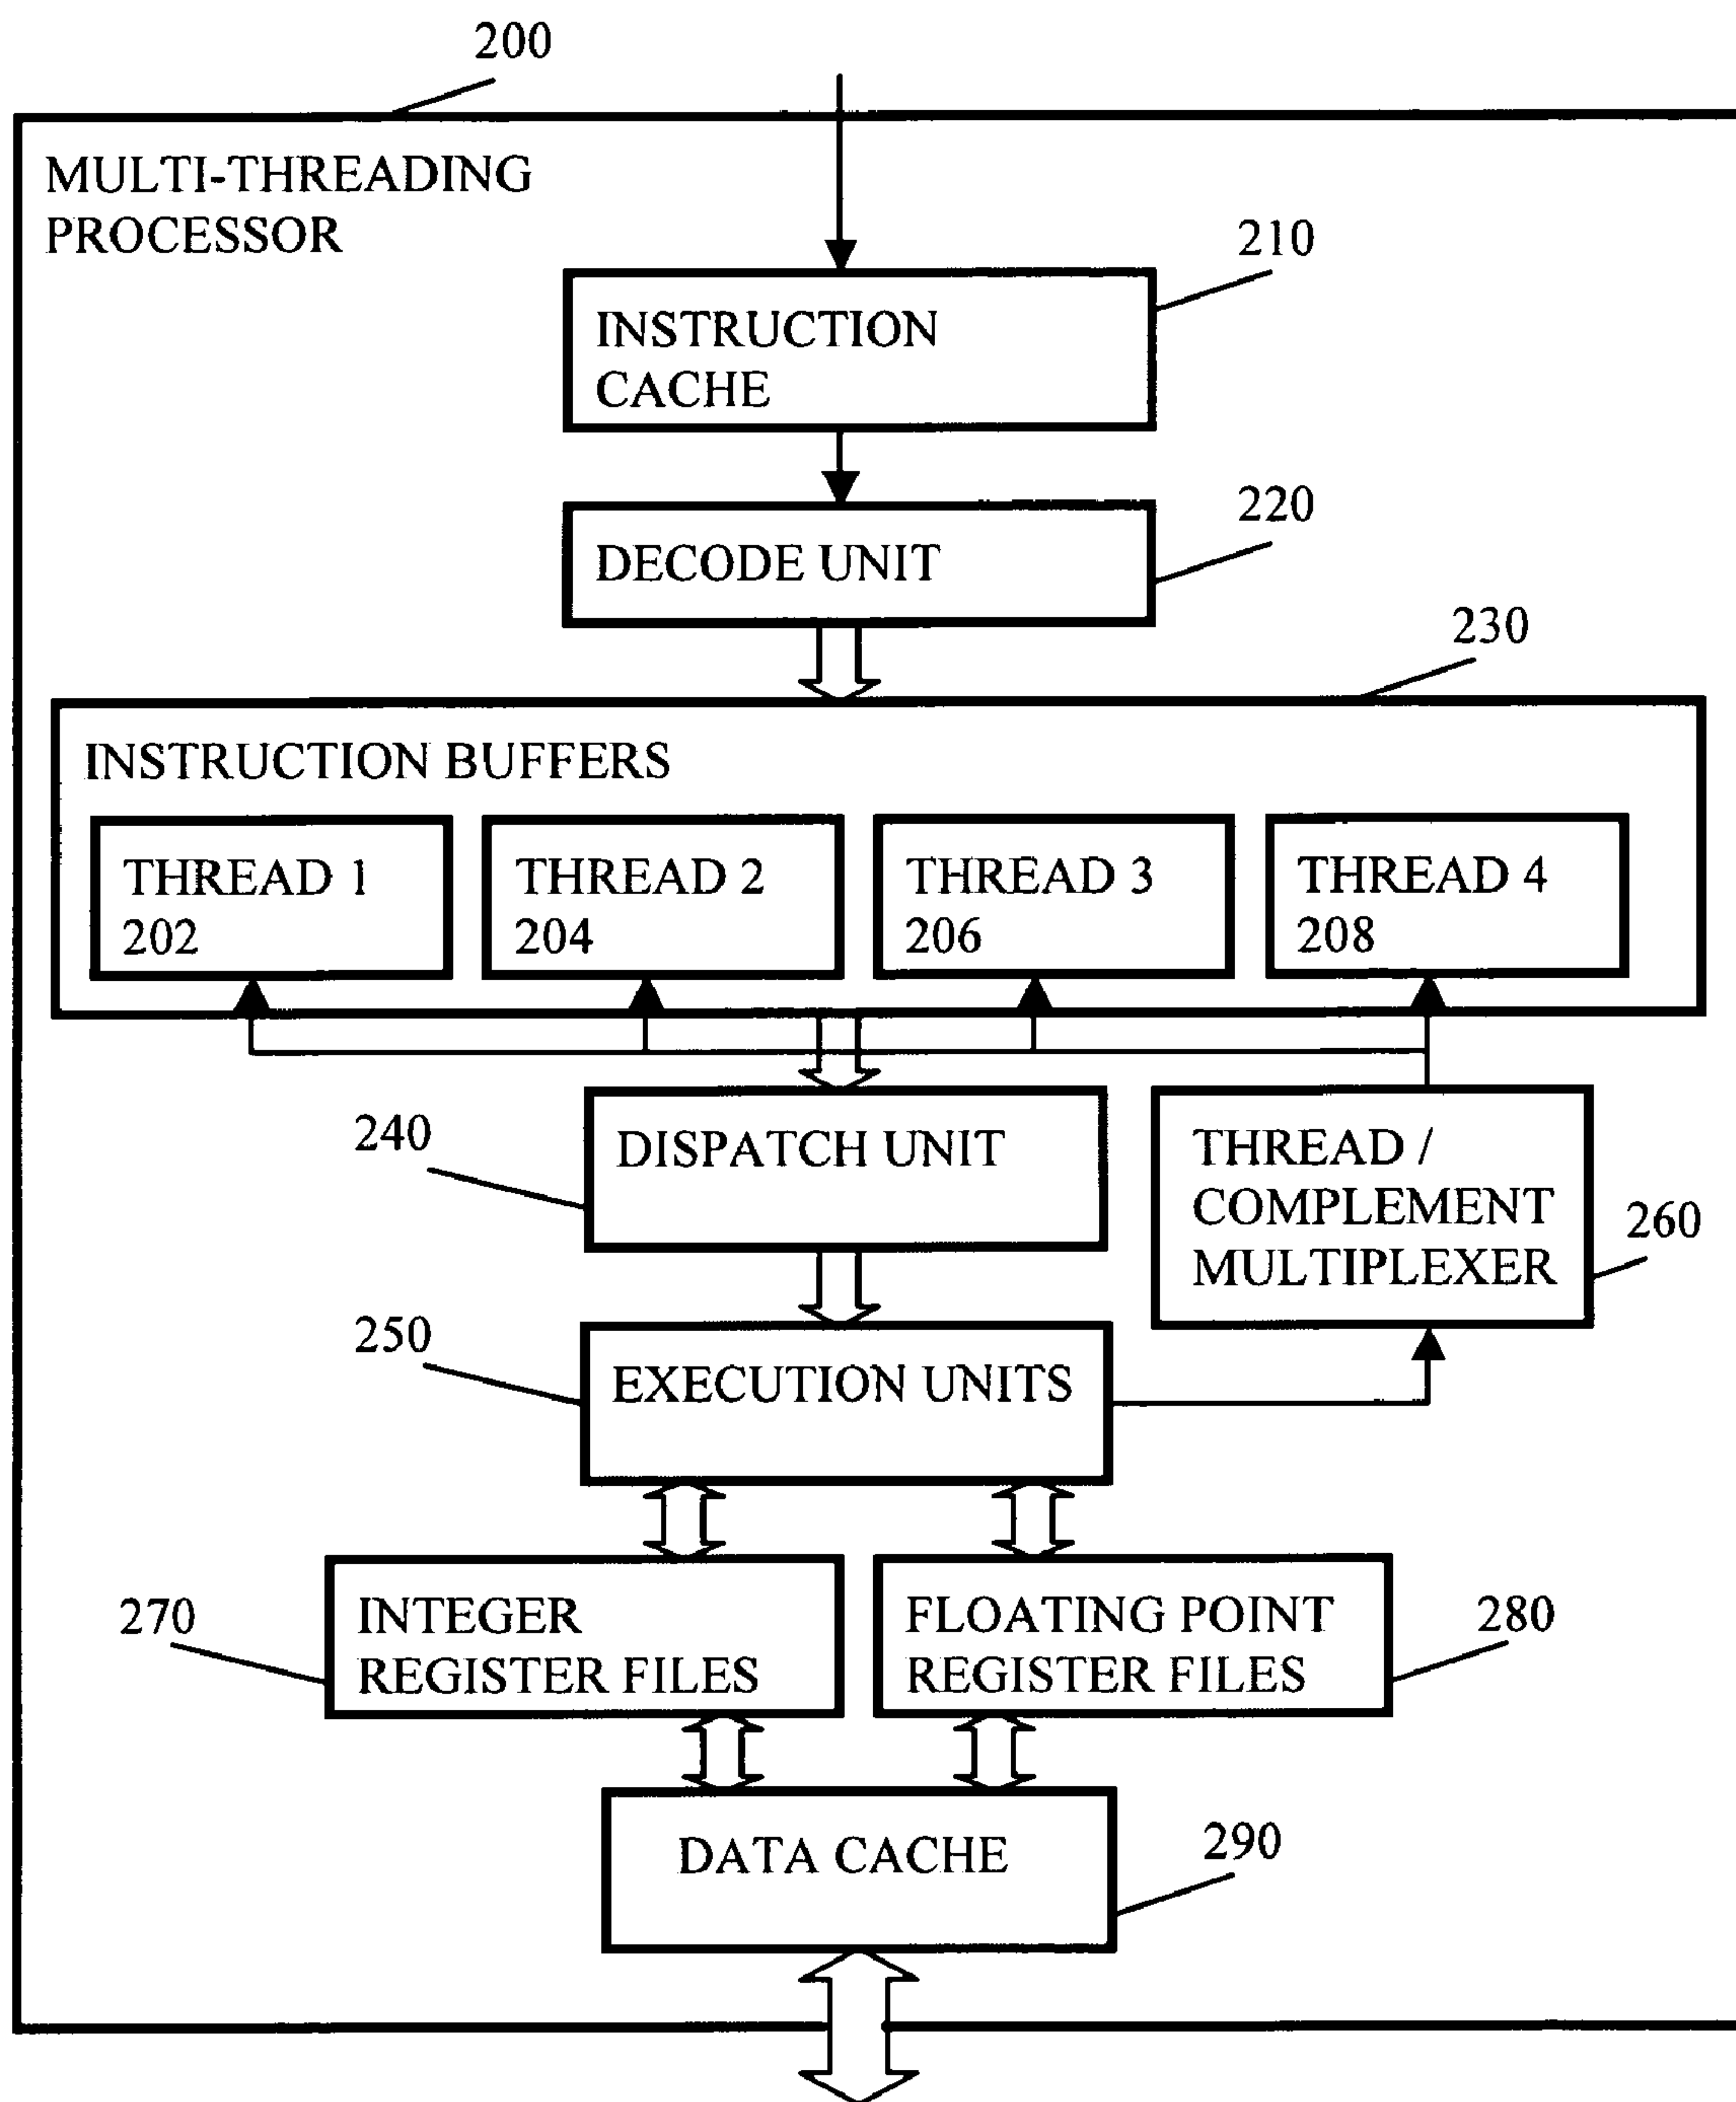 200
MULTI-THREADING
PROCESSOR
210
INSTRUCTION
CACHE
220
DECODE UNIT
230
INSTRUCTION BUFFERS
THREAD 1
202
THREAD 2
204
THREAD 3
206
THREAD 4
208
240
DISPATCH UNIT
THREAD /
COMPLEMENT
MULTIPLEXER
260
250
EXECUTION UNITS
270
INTEGER
REGISTER FILES
FLOATING POINT
REGISTER FILES
280
DATA CACHE
290